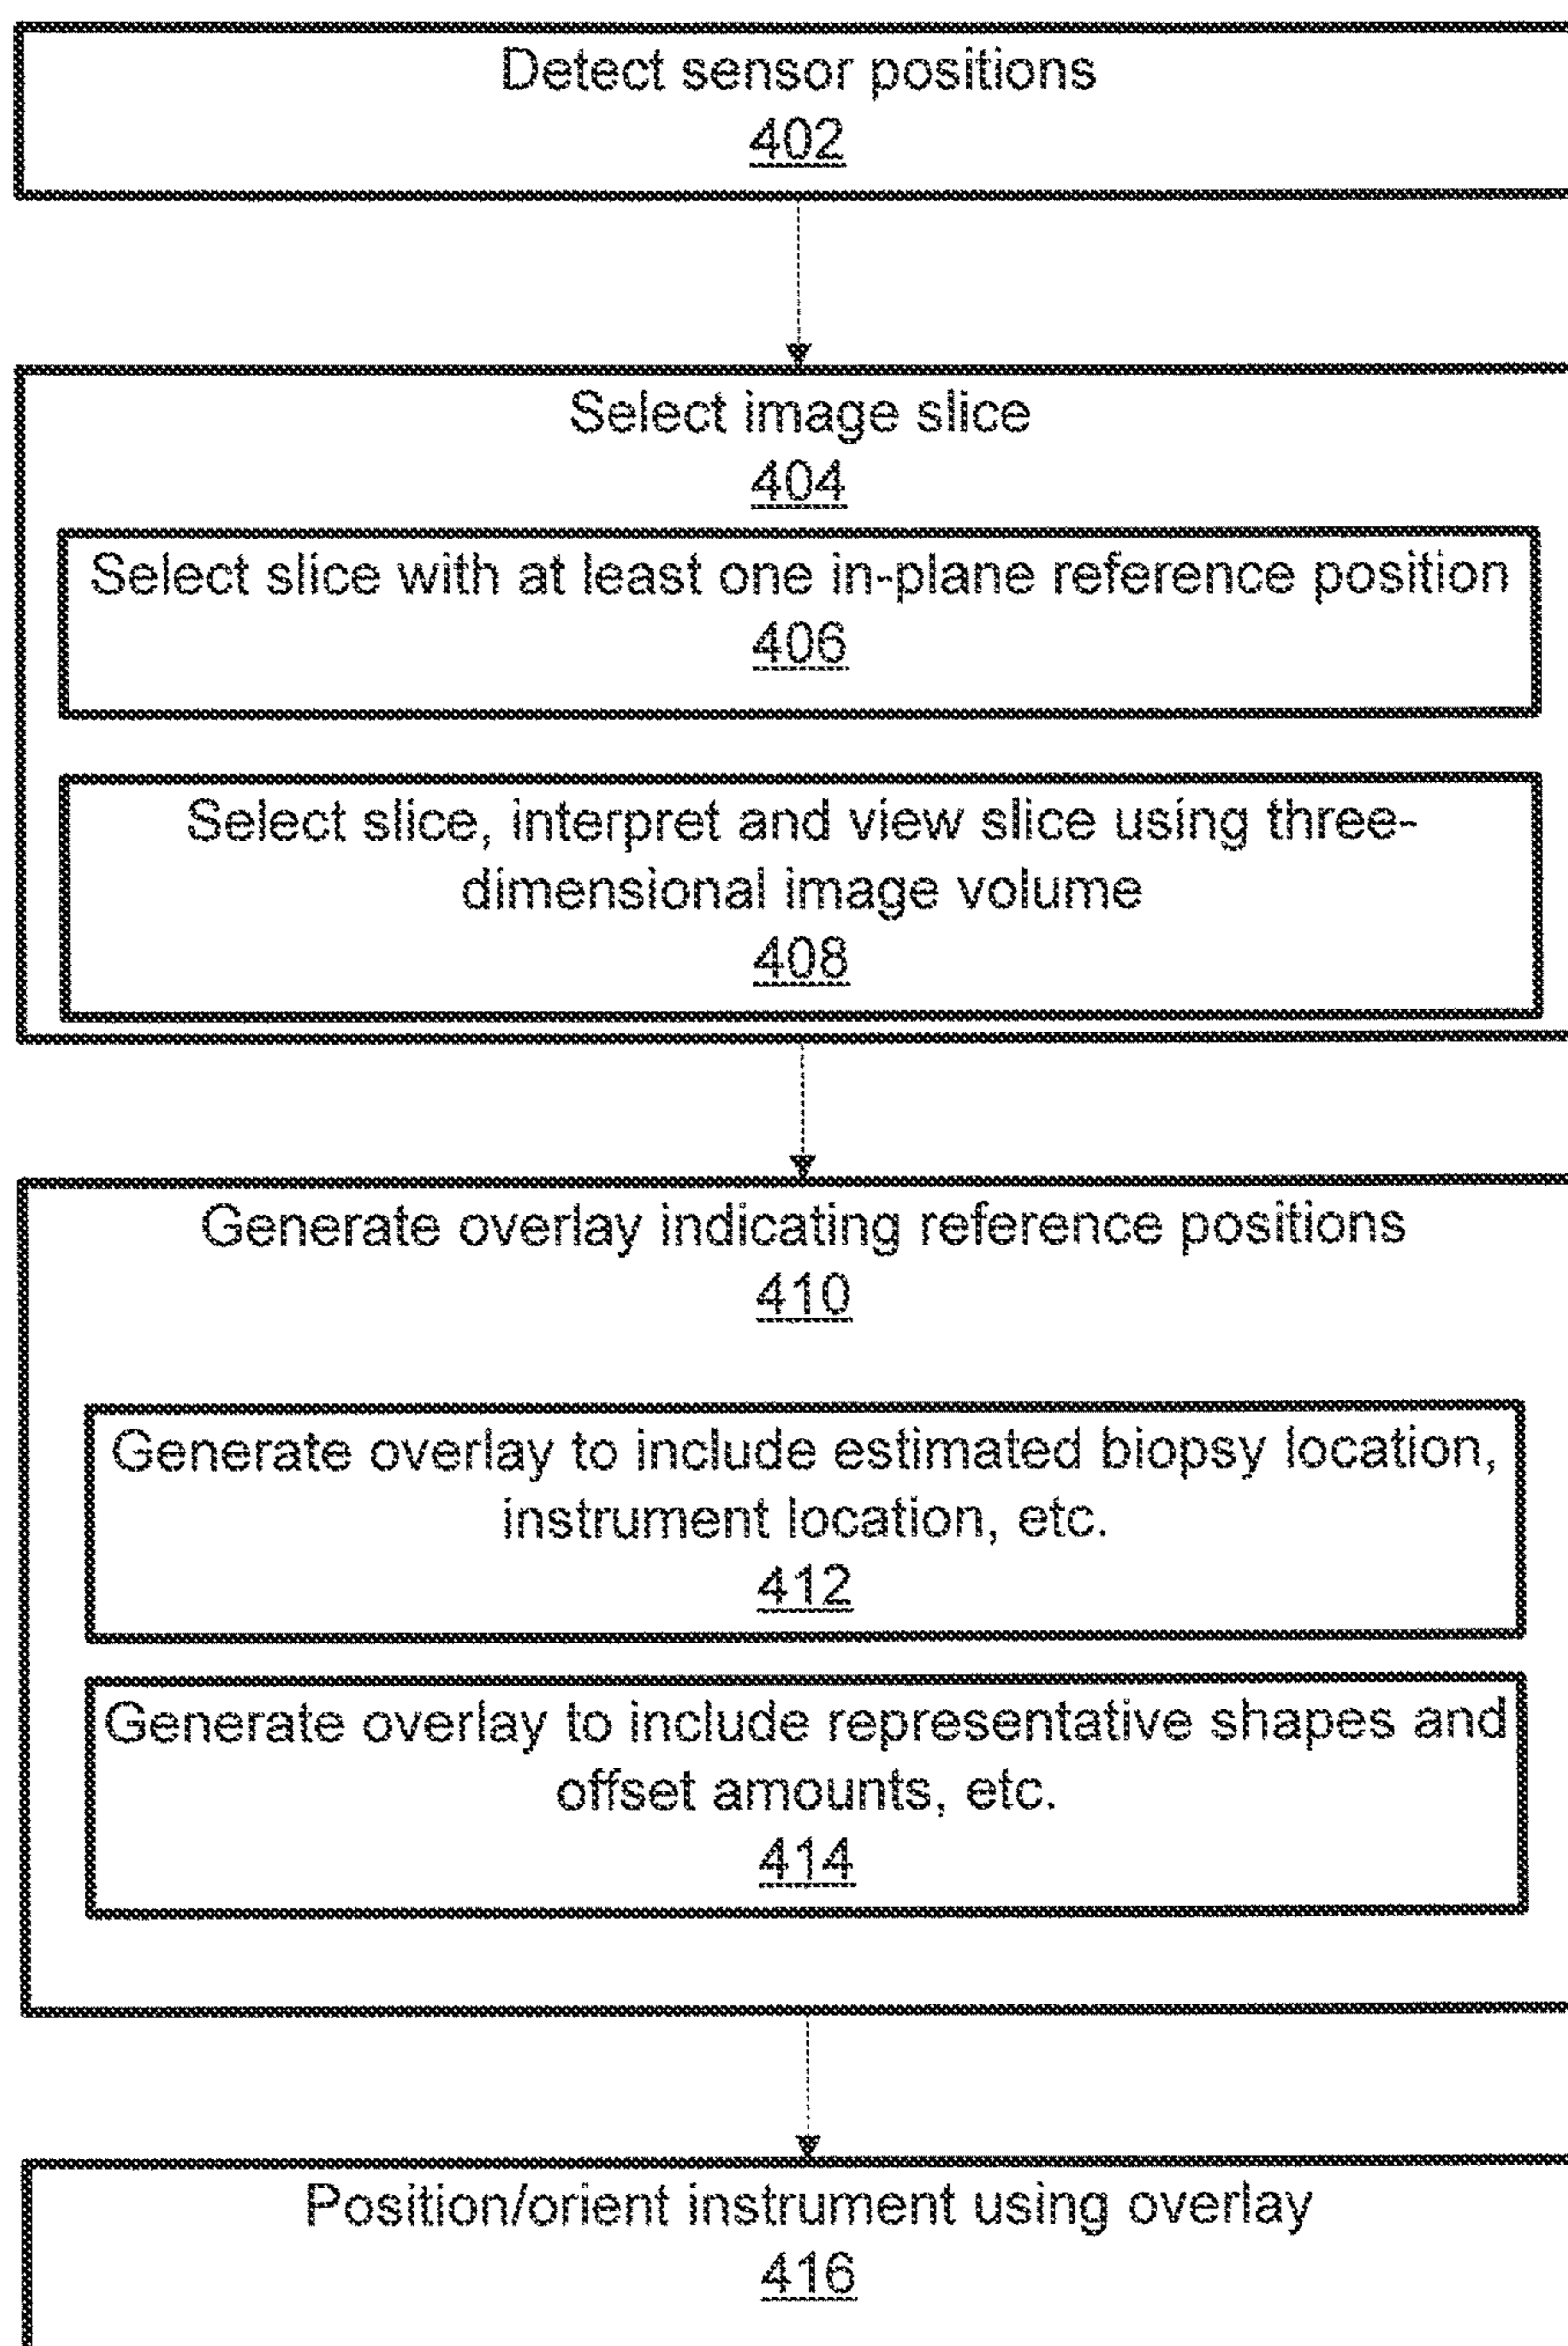 Detect sensor positions
402
Select image slice
404
Select slice with at least one in-plane reference position
406
Select slice, interpret and view slice using three-
dimensional image volume
408
Generate overlay indicating reference positions
410
Generate overlay to include estimated biopsy location,
instrument location, etc.
412
Generate overlay to include representative shapes and
offset amounts, etc.
414
Position/orient instrument using overlay
416